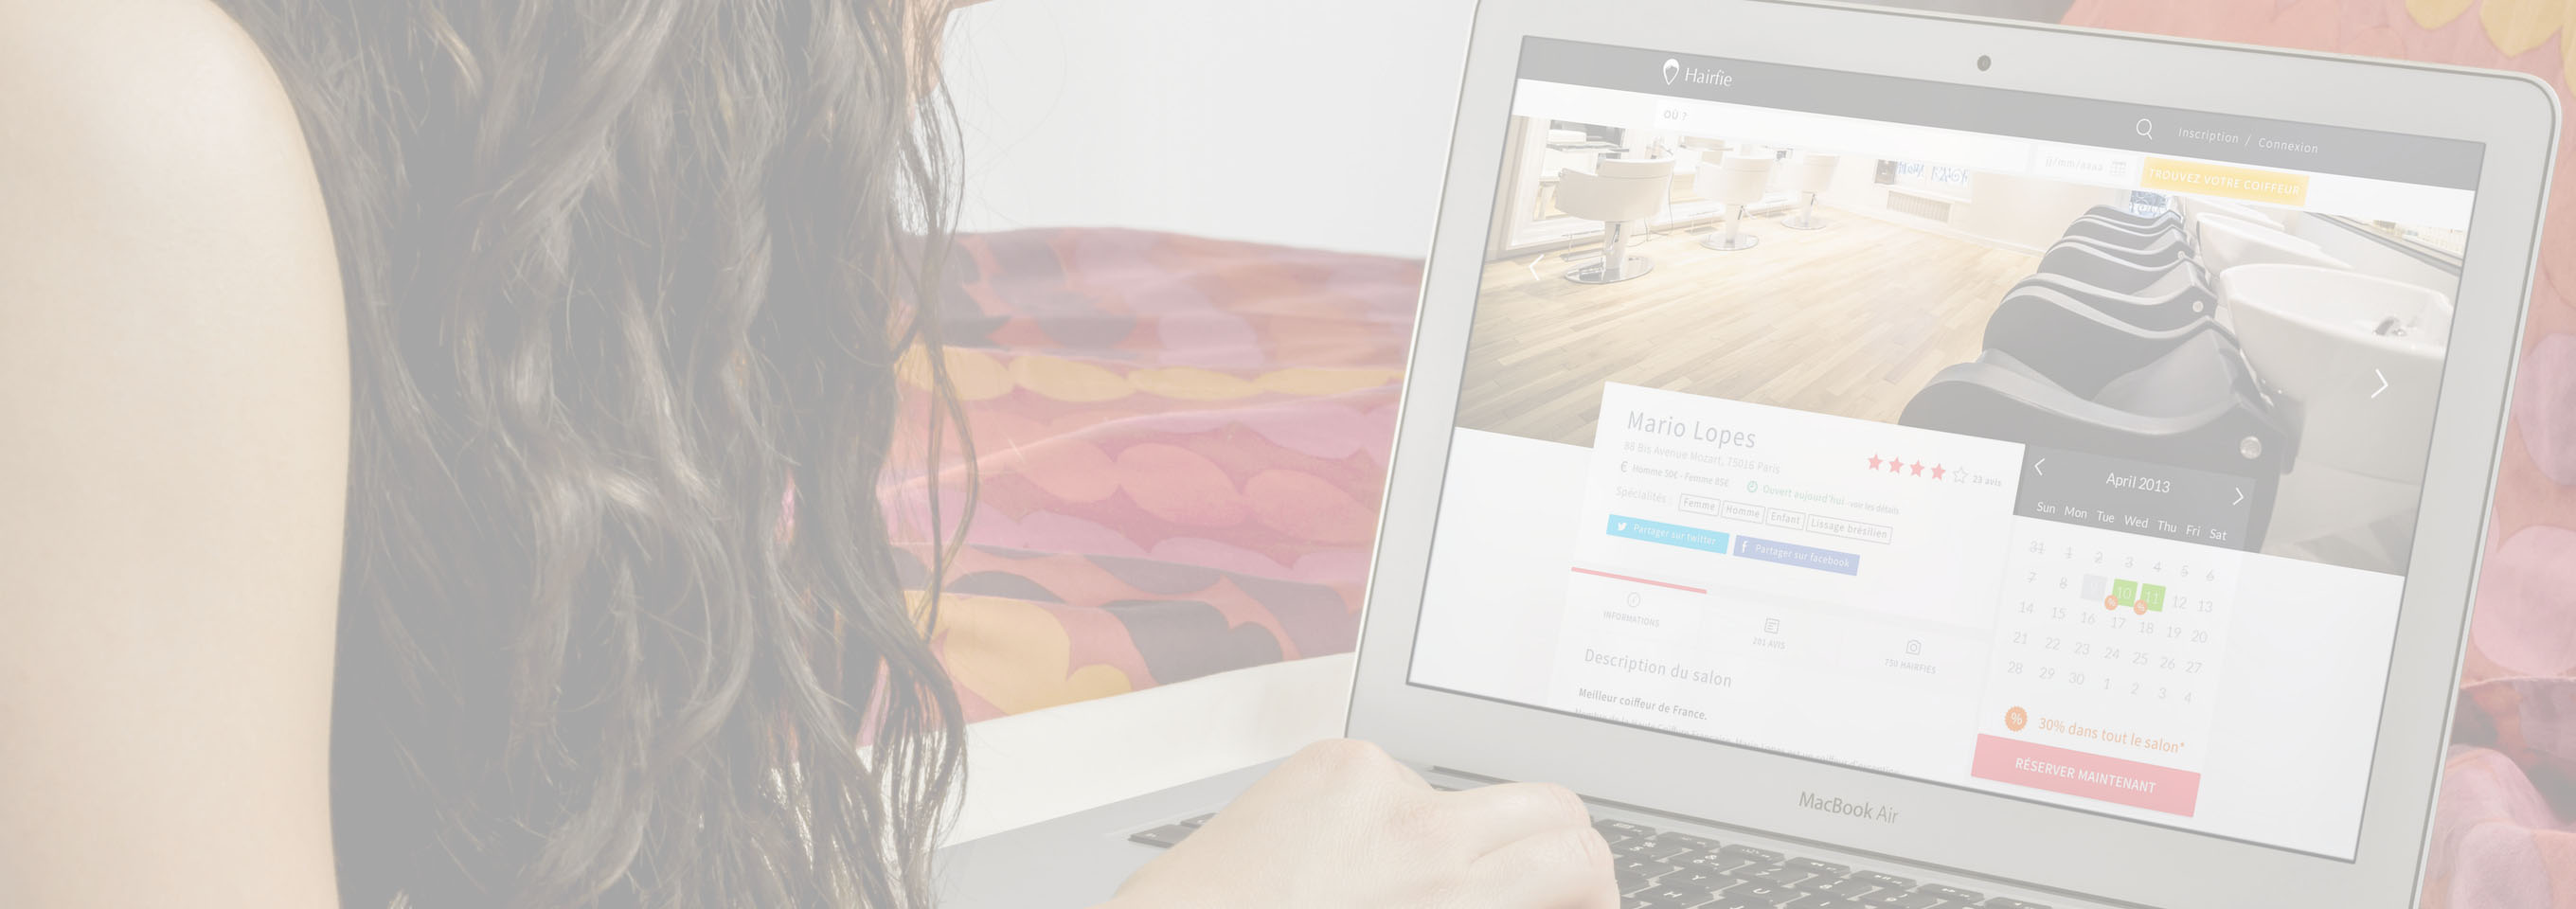 Hairfie
OÙ ?
Inscription / Connexion
jj/mm/aaaa
TROUVEZ VOTRE COIFFEUR
Mario Lopes
88 Bis Avenue Mozart, 75016 Paris
23 avis
€ Homme 50€ - Femme 85€
Ouvert aujourd'hui - voir les détails
Spécialités :
Femme
Homme
Enfant
Lissage brésilien
Partager sur twitter
Partager sur facebook
INFORMATIONS
201 AVIS
750 HAIRFIES
Description du salon
Meilleur coiffeur de France.
April 2013
Sun Mon Tue Wed Thu Fri Sat
31 1 2 3 4 5 6
7 8 9 10 11 12 13
14 15 16 17 18 19 20
21 22 23 24 25 26 27
28 29 30 1 2 3 4
% 30% dans tout le salon*
RÉSERVER MAINTENANT
MacBook Air